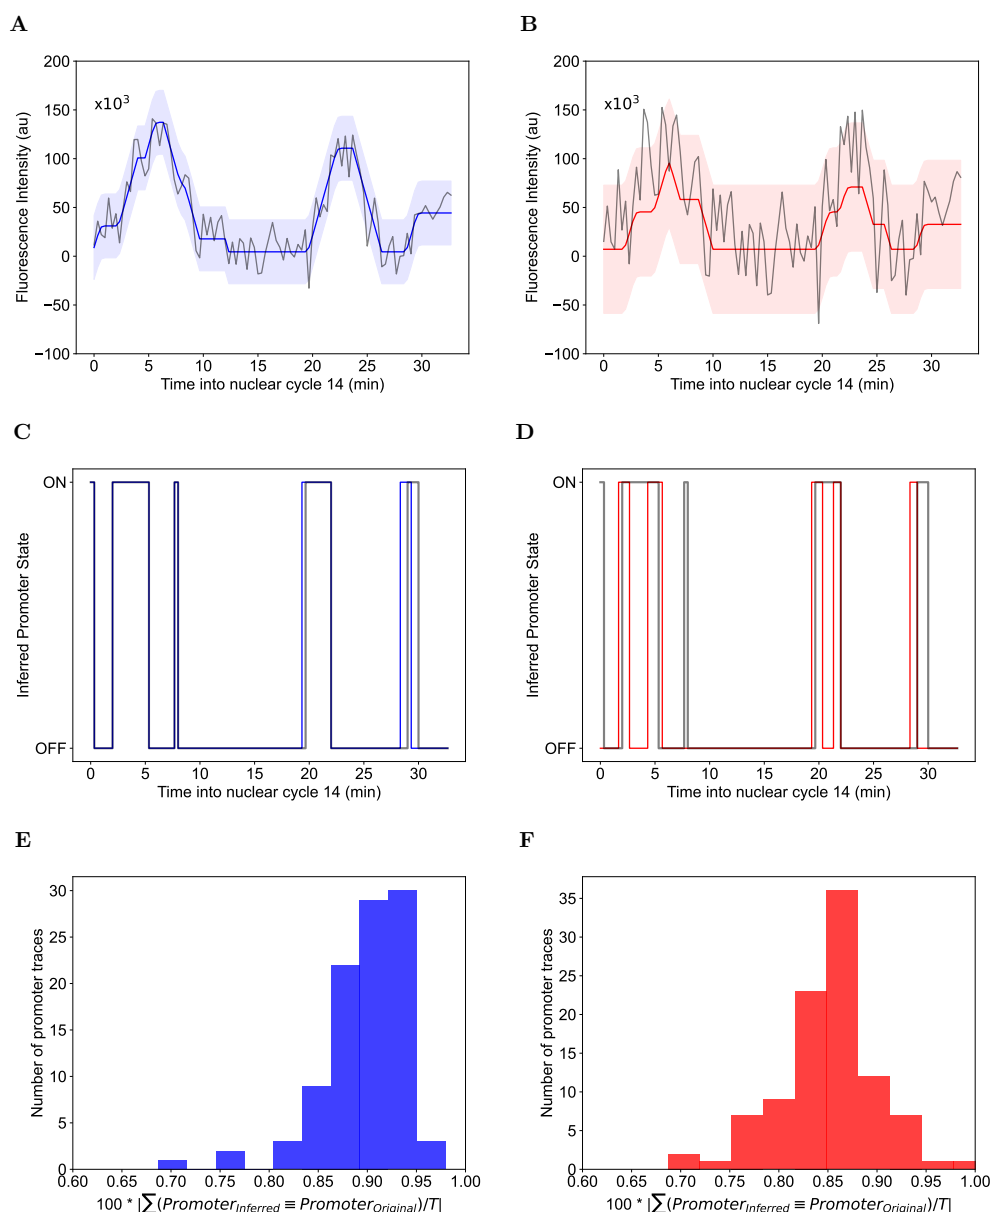 A
B
200
150
100
50
0
−50
−100
x10³
Fluorescence Intensity (au)
0 5 10 15 20 25 30
Time into nuclear cycle 14 (min)
200
150
100
50
0
−50
−100
x10³
Fluorescence Intensity (au)
0 5 10 15 20 25 30
Time into nuclear cycle 14 (min)
C
D
ON
OFF
Inferred Promoter State
0 5 10 15 20 25 30
Time into nuclear cycle 14 (min)
ON
OFF
Inferred Promoter State
0 5 10 15 20 25 30
Time into nuclear cycle 14 (min)
E
F
30
25
20
15
10
5
0
Number of promoter traces
0.60 0.65 0.70 0.75 0.80 0.85 0.90 0.95 1.00
100 * |∑(Promoter_Inferred ≡ Promoter_Original)/T|
35
30
25
20
15
10
5
0
Number of promoter traces
0.60 0.65 0.70 0.75 0.80 0.85 0.90 0.95 1.00
100 * |∑(Promoter_Inferred ≡ Promoter_Original)/T|